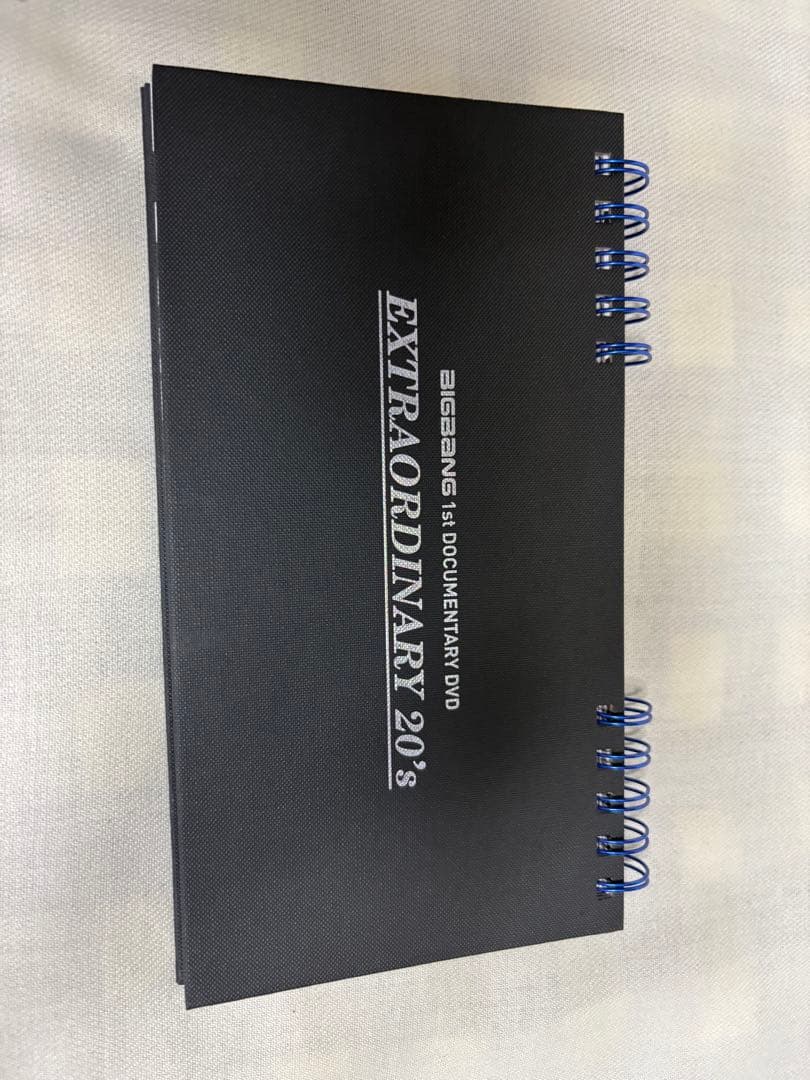 BIGBANG 1st DOCUMENTARY DVD
EXTRAORDINARY 20's